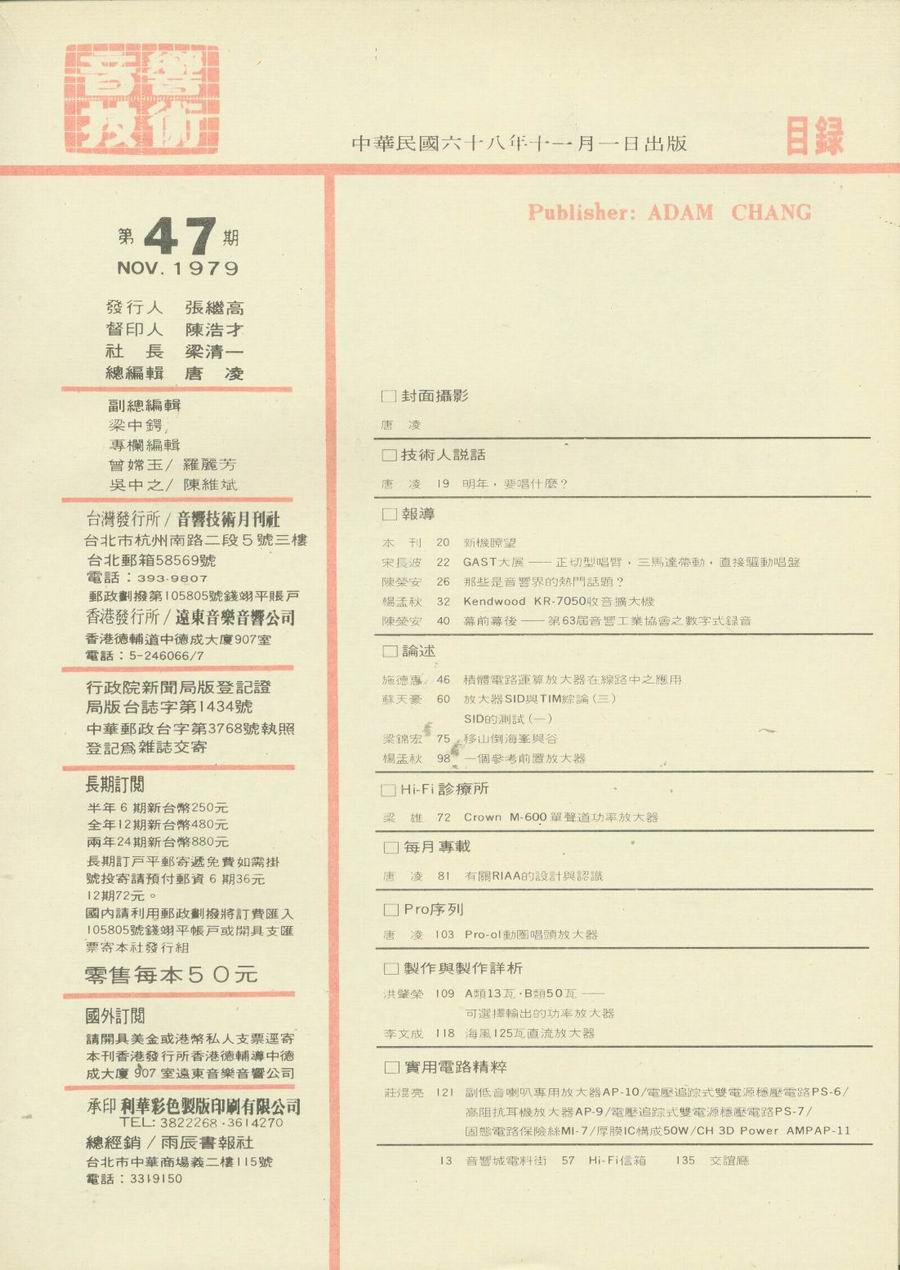 音響
技術
中華民國六十八年十一月一日出版
目録
Publisher: ADAM CHANG
第47期
NOV. 1979
發行人 張繼高
督印人 陳浩才
社 長 梁清一
總編輯 唐 凌
副總編輯
梁中鍔
專欄編輯
曾嫦玉/ 羅麗芳
吳中之/ 陳維斌
台灣發行所/音響技術月刊社
台北市杭州南路二段5號三樓
台北郵箱58569號
電話：393-9807
郵政劃撥第105805號錢翊平賬戶
香港發行所/遠東音樂音響公司
香港德輔道中德成大廈907室
電話：5-246066/7
行政院新聞局版登記證
局版台誌字第1434號
中華郵政台字第3768號執照
登記為雜誌交寄
長期訂閲
半年6期新台幣250元
全年12期新台幣480元
兩年24期新台幣880元
長期訂戶平郵寄遞免費如需掛
號投寄請預付郵資6期36元
12期72元。
國內請利用郵政劃撥將訂費匯入
105805號錢翊平帳戶或開具支匯
票寄本社發行組
零售每本50元
國外訂閲
請開具美金或港幣私人支票逕寄
本刊香港發行所香港德輔導中德
成大廈907室遠東音樂音響公司
承印利華彩色製版印刷有限公司
TEL: 3822268·3614270
總經銷/雨辰書報社
台北市中華商場義二樓115號
電話：3319150
□封面攝影
唐 凌
□技術人説話
唐 凌 19 明年，要唱什麼？
□報導
本 刊 20 新機瞭望
宋長波 22 GAST大展——正切型唱臂，三馬達帶動，直接驅動唱盤
陳榮安 26 那些是音響界的熱門話題？
楊孟秋 32 Kendwood KR-7050收音擴大機
陳榮安 40 幕前幕後——第63屆音響工業協會之數字式録音
□論述
施德惠 46 積體電路運算放大器在線路中之應用
蘇天豪 60 放大器SID與TIM綜論(三)
SID的測試(一)
梁錦宏 75 移山倒海峯與谷
楊孟秋 98 一個參考前置放大器
□Hi-Fi診療所
梁 雄 72 Crown M-600單聲道功率放大器
□每月專載
唐 凌 81 有關RIAA的設計與認識
□Pro序列
唐 凌 103 Pro-ol動圈唱頭放大器
□製作與製作詳析
洪肇榮 109 A類13瓦·B類50瓦——
可選擇輸出的功率放大器
李文成 118 海風125瓦直流放大器
□實用電路精粹
莊焜亮 121 副低音喇叭專用放大器AP-10/電壓追踪式雙電源穩壓電路PS-6/
高阻抗耳機放大器AP-9/電壓追踪式雙電源穩壓電路PS-7/
固態電路保險絲MI-7/厚膜IC構成50W/CH 3D Power AMPAP-11
13 音響城電料街 57 Hi-Fi信箱 135 交誼廳